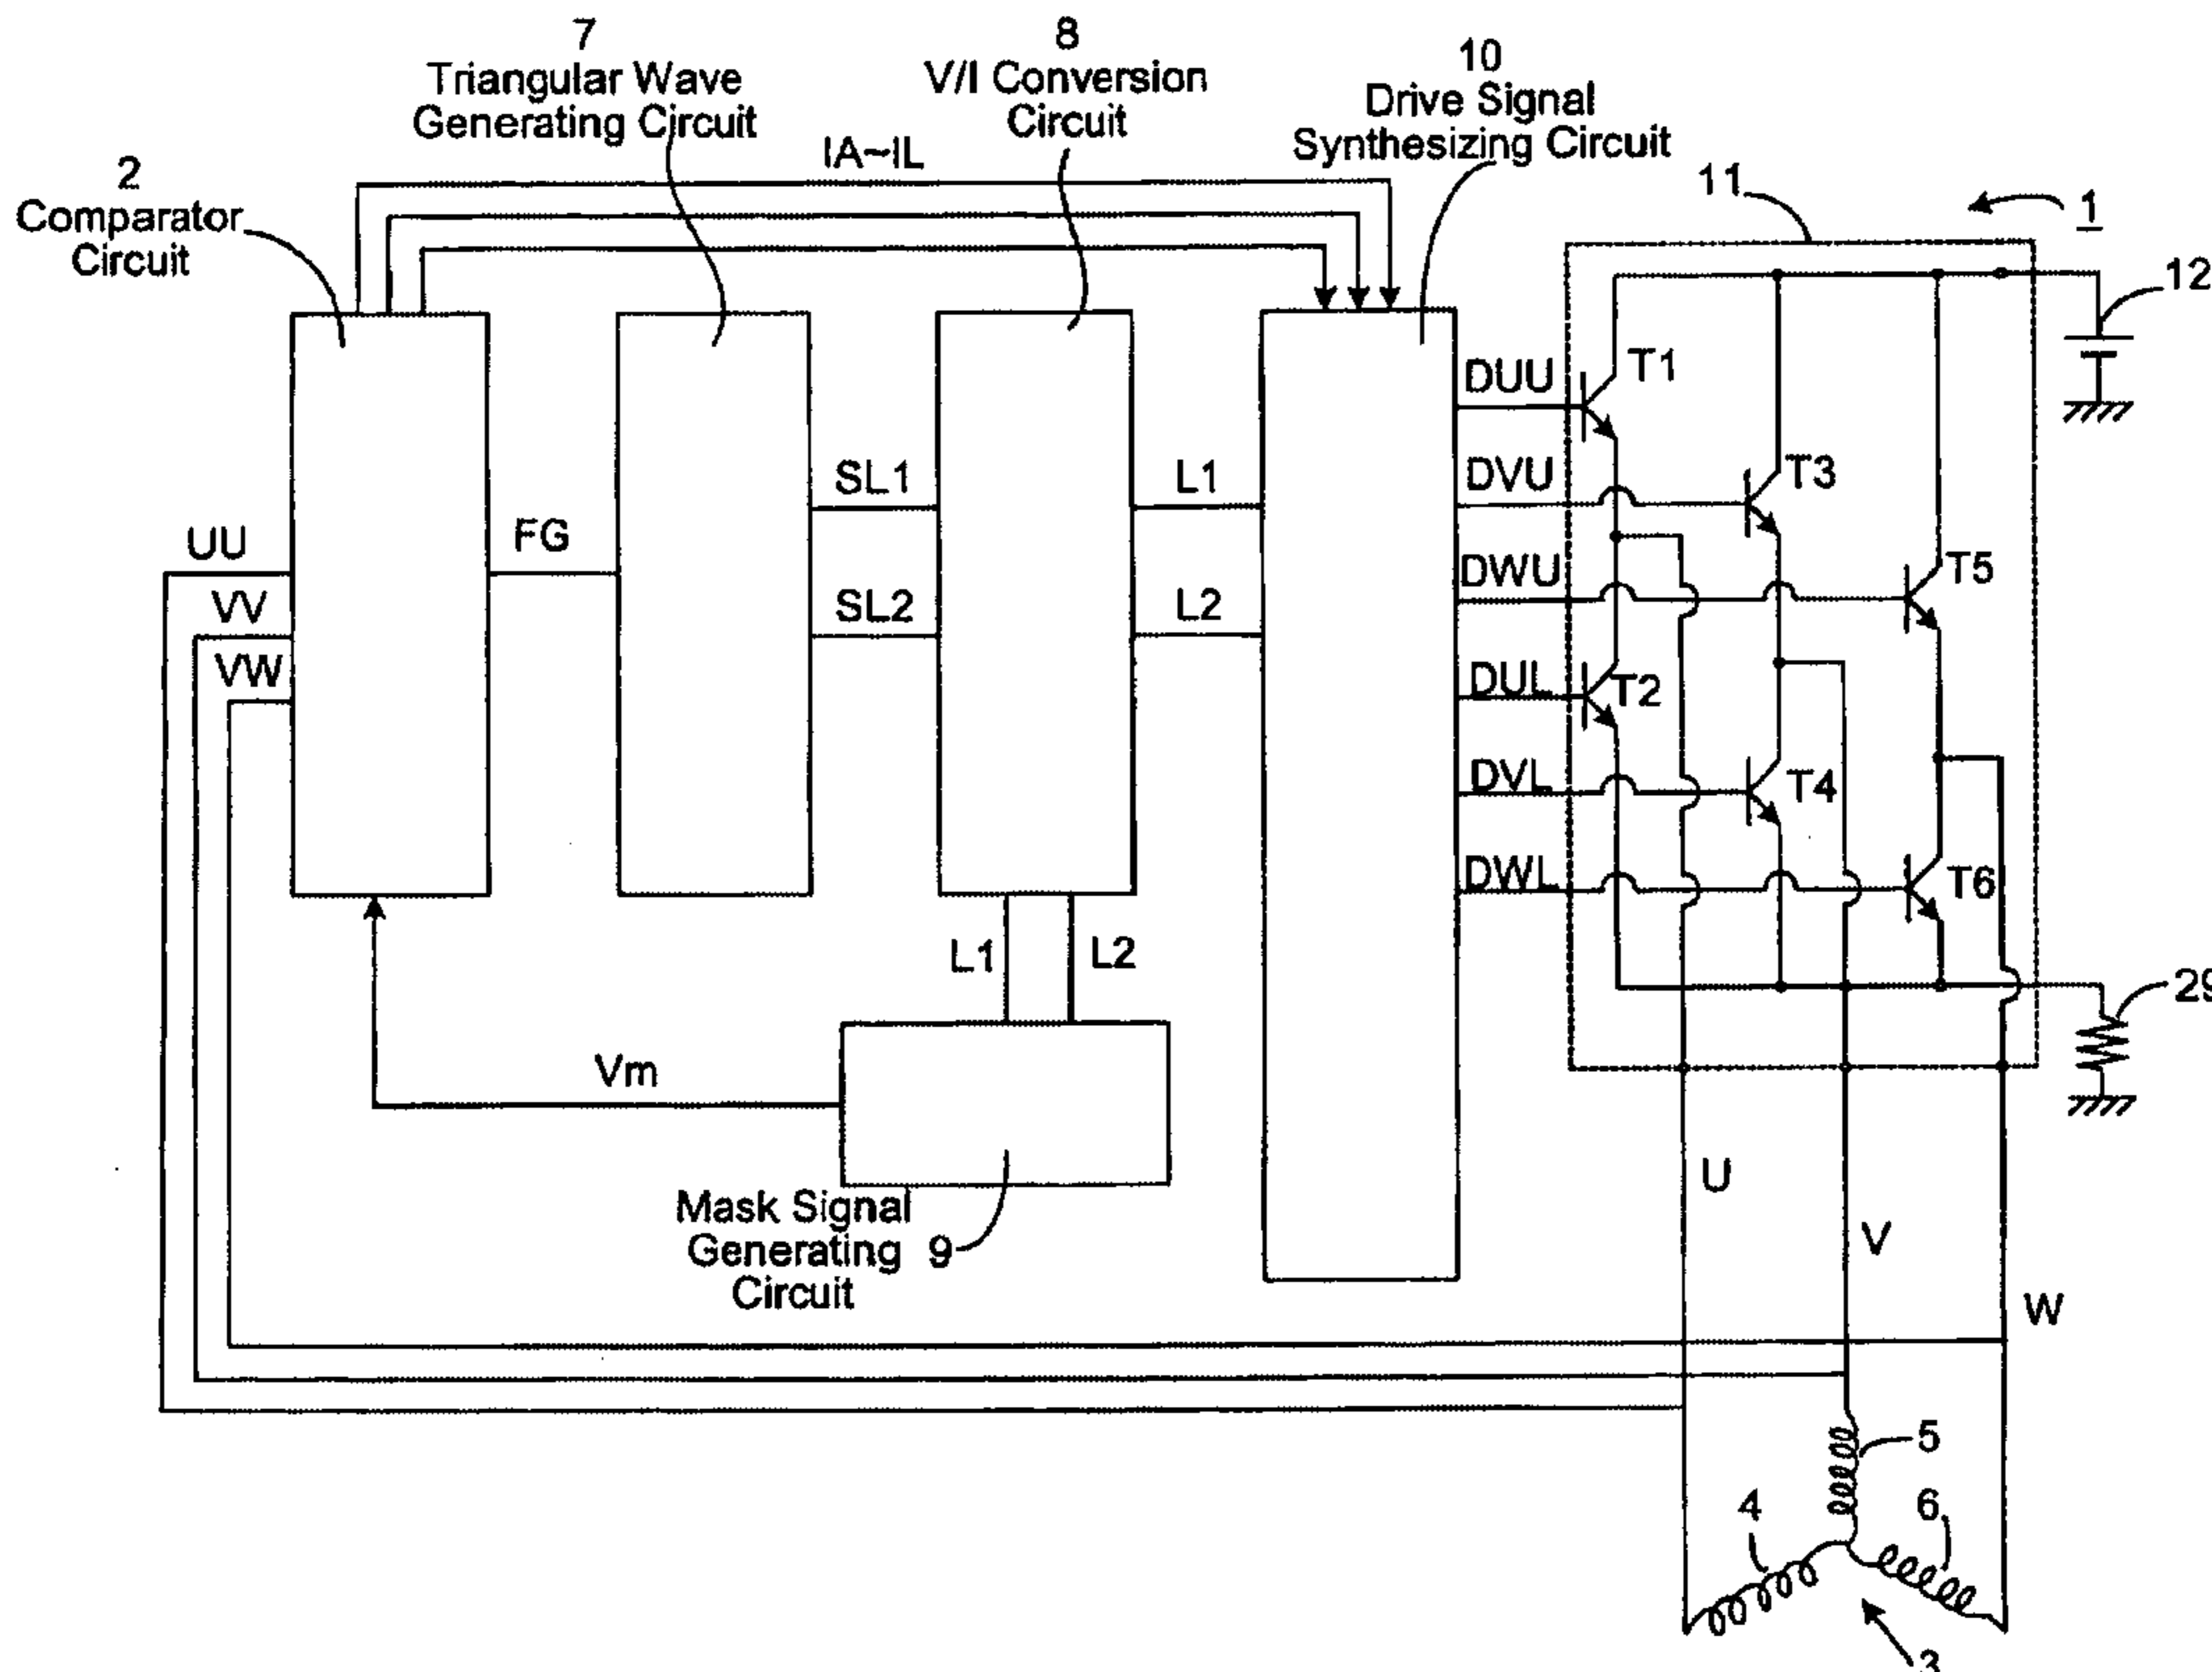 7
Triangular Wave
Generating Circuit
8
V/I Conversion
Circuit
10
Drive Signal
Synthesizing Circuit
2
Comparator
Circuit
IA~IL
11
1
12
DUU
T1
DVU
T3
DWU
T5
DUL
T2
DVL
T4
DWL
T6
UU
VV
VW
FG
SL1
SL2
L1
L2
L1
L2
29
Vm
Mask Signal
Generating 9
Circuit
U
V
W
5
4
6
3